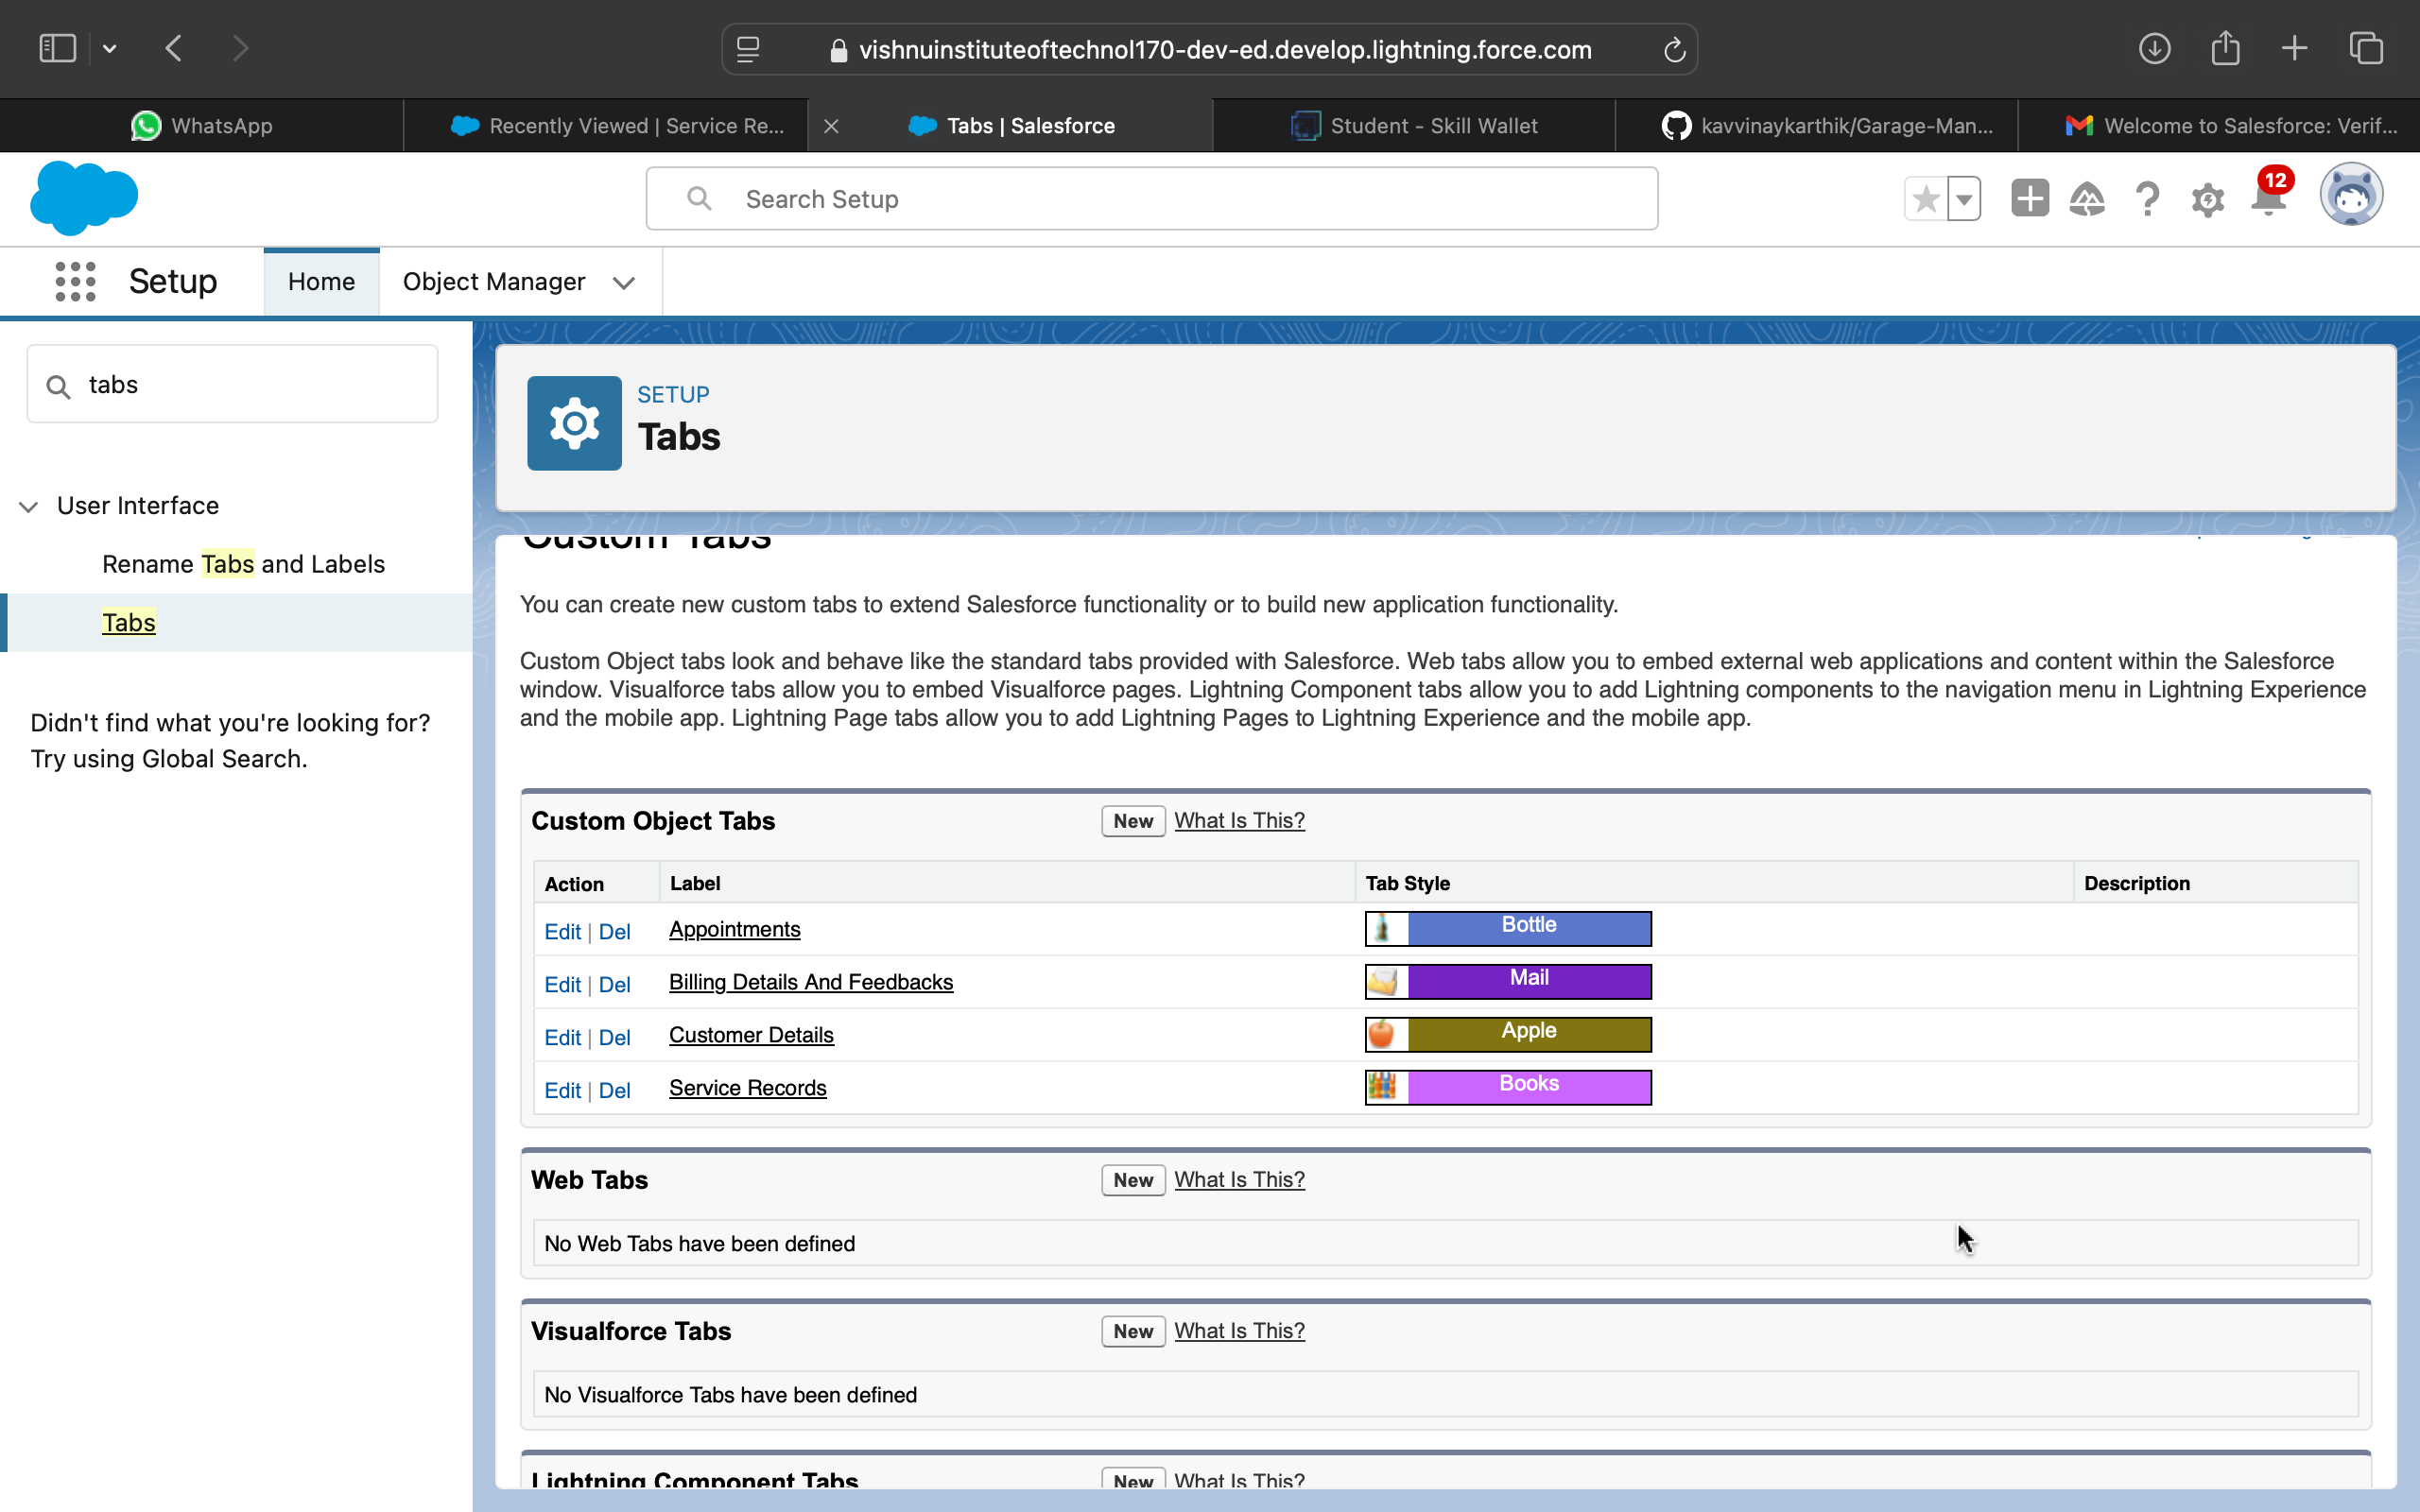 vishnuinstituteoftechnol170-dev-ed.develop.lightning.force.com
WhatsApp
Recently Viewed | Service Re...
Tabs | Salesforce
Student - Skill Wallet
kavvinaykarthik/Garage-Man...
Welcome to Salesforce: Verif...
Search Setup
12
Setup
Home
Object Manager
tabs
User Interface
Rename Tabs and Labels
Tabs
Didn't find what you're looking for?
Try using Global Search.
SETUP
Tabs
Custom Tabs
You can create new custom tabs to extend Salesforce functionality or to build new application functionality.
Custom Object tabs look and behave like the standard tabs provided with Salesforce. Web tabs allow you to embed external web applications and content within the Salesforce
window. Visualforce tabs allow you to embed Visualforce pages. Lightning Component tabs allow you to add Lightning components to the navigation menu in Lightning Experience
and the mobile app. Lightning Page tabs allow you to add Lightning Pages to Lightning Experience and the mobile app.
Custom Object Tabs New What Is This?
Action Label Tab Style Description
Edit | Del Appointments Bottle
Edit | Del Billing Details And Feedbacks Mail
Edit | Del Customer Details Apple
Edit | Del Service Records Books
Web Tabs New What Is This?
No Web Tabs have been defined
Visualforce Tabs New What Is This?
No Visualforce Tabs have been defined
Lightning Component Tabs New What Is This?